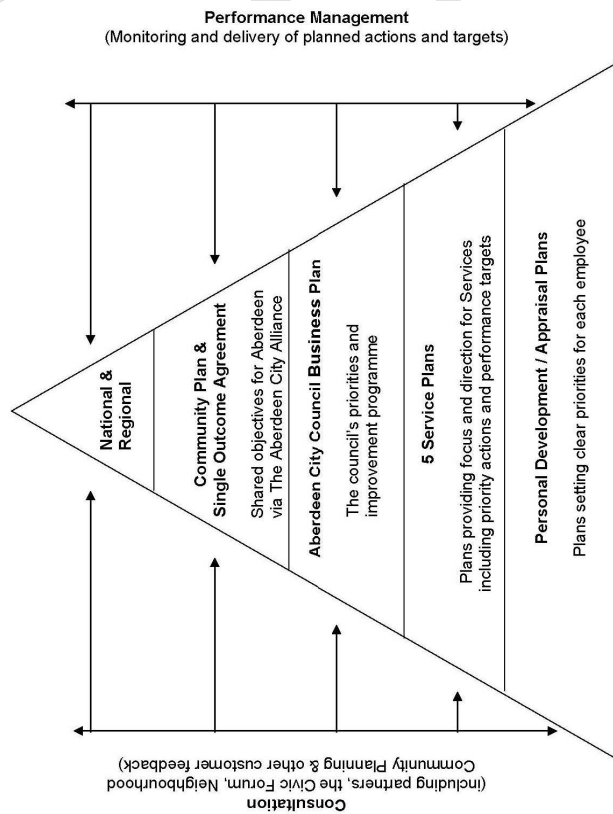 Performance Management
(Monitoring and delivery of planned actions and targets)
National &
Regional
Community Plan &
Single Outcome Agreement
Shared objectives for Aberdeen
via The Aberdeen City Alliance
Aberdeen City Council Business Plan
The council's priorities and
improvement programme
5 Service Plans
Plans providing focus and direction for Services
including priority actions and performance targets
Personal Development / Appraisal Plans
Plans setting clear priorities for each employee
Consultation
(including partners, the Civic Forum, Neighbourhood
Community Planning & other customer feedback)